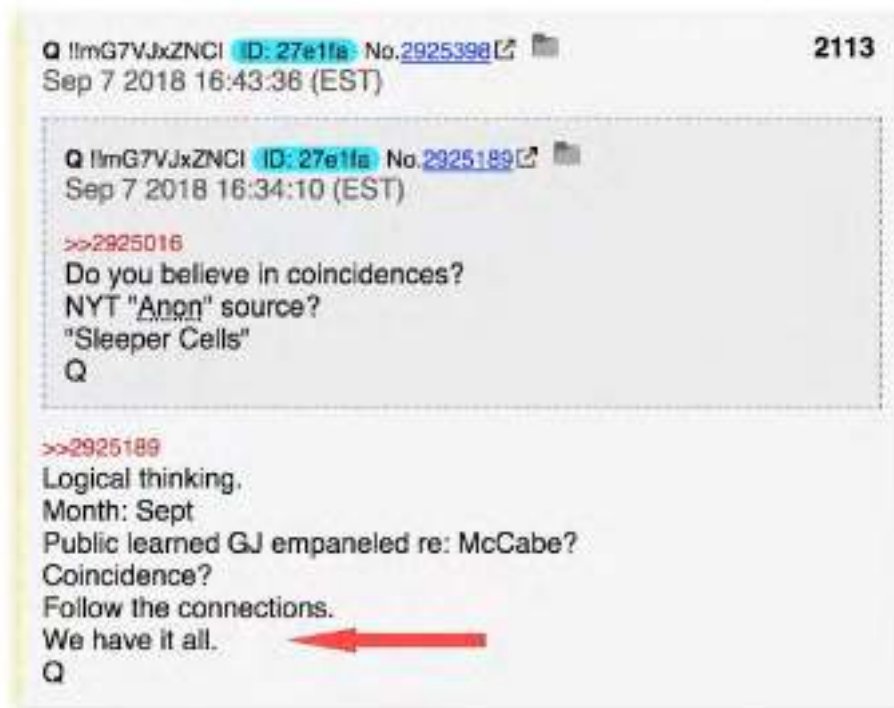 Q !!mG7VJxZNCI ID: 27e1fa No.2925398 2113
Sep 7 2018 16:43:36 (EST)
Q !!mG7VJxZNCI ID: 27e1fa No.2925189
Sep 7 2018 16:34:10 (EST)
>>2925016
Do you believe in coincidences?
NYT "Anon" source?
"Sleeper Cells"
Q
>>2925189
Logical thinking.
Month: Sept
Public learned GJ empaneled re: McCabe?
Coincidence?
Follow the connections.
We have it all.
Q